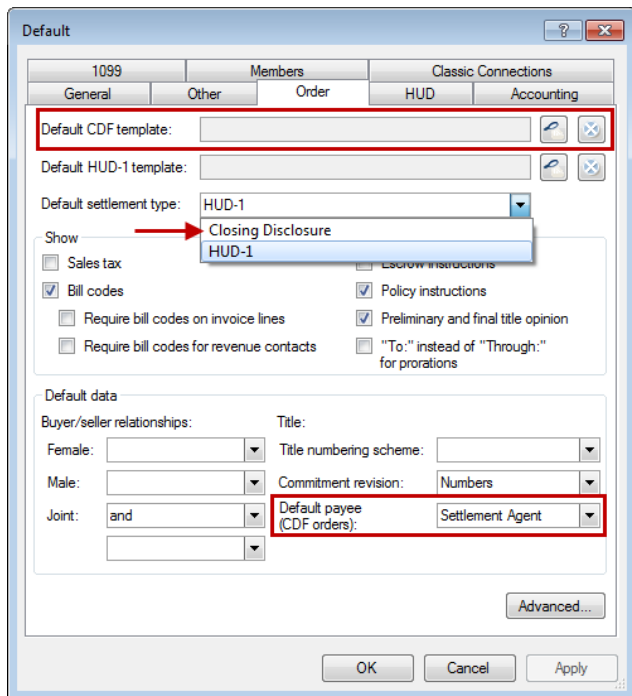 Default
1099 Members Classic Connections
General Other Order HUD Accounting
Default CDF template:
Default HUD-1 template:
Default settlement type: HUD-1
Closing Disclosure
HUD-1
Show
Sales tax Escrow instructions
Bill codes Policy instructions
Require bill codes on invoice lines Preliminary and final title opinion
Require bill codes for revenue contacts "To:" instead of "Through:"
for prorations
Default data
Buyer/seller relationships: Title:
Female: Title numbering scheme:
Male: Commitment revision: Numbers
Joint: and Default payee Settlement Agent
(CDF orders):
Advanced...
OK Cancel Apply